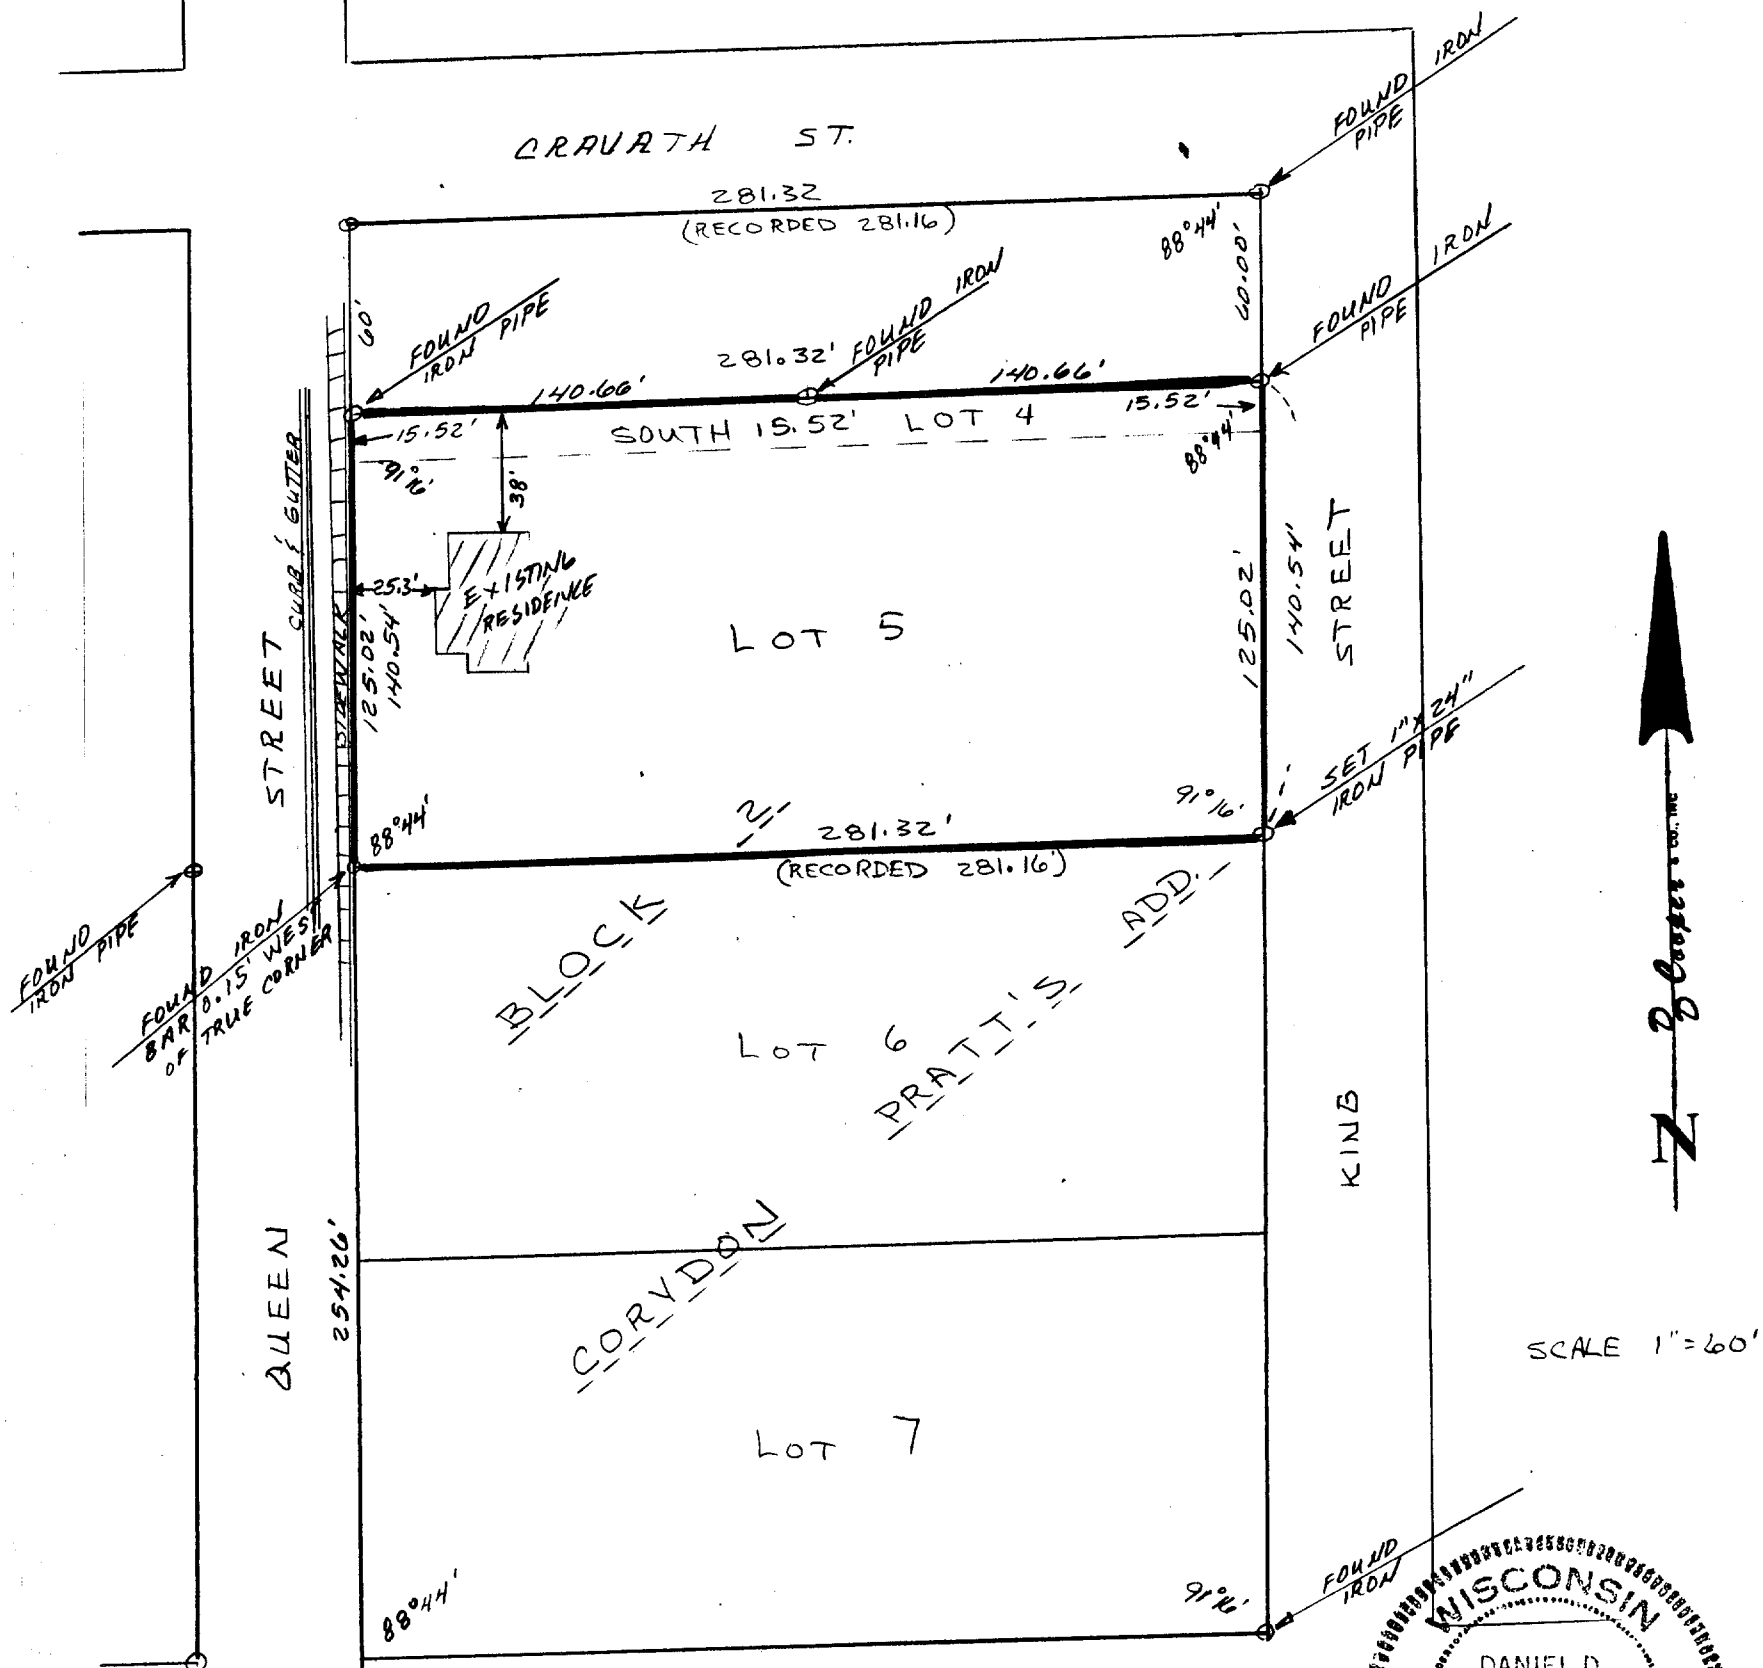 CRAVATH ST.
281.32
(RECORDED 281.16)
FOUND IRON
PIPE
88°44'
60.00'
FOUND IRON
PIPE
60'
FOUND
IRON PIPE
281.32'
FOUND IRON
PIPE
140.66'
140.66'
15.52'
SOUTH 15.52' LOT 4
15.52'
91°16'
88°44'
38'
CURB & GUTTER
25.3'
EXISTING
RESIDENCE
LOT 5
125.02'
140.54'
STREET
SIDEWALK
125.02'
140.54'
STREET
SET 1" X 24"
IRON PIPE
88°44'
91°16'
2
281.32'
(RECORDED 281.16')
FOUND
IRON PIPE
FOUND IRON
BAR 0.15' WEST
OF TRUE CORNER
BLOCK
ADD.
LOT 6
PRATT'S
CORYDON
KING
QUEEN
254.26'
N
SCALE 1"=60'
LOT 7
88°44'
91°16'
FOUND
IRON
WISCONSIN
DANIEL D.